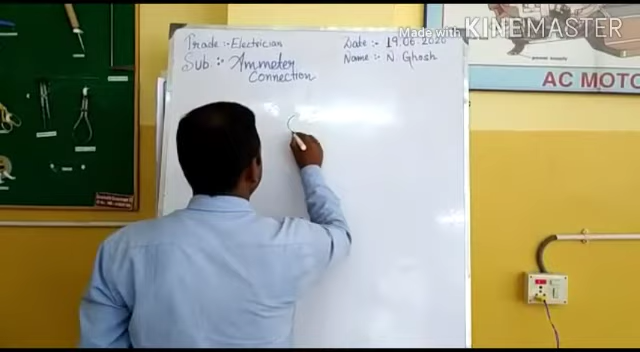 Made with KINEMASTER
Trade :- Electrician
Date :- 19.06.2020
Sub :- Ammeter
Connection
Name :- N. Ghosh
AC MOTO